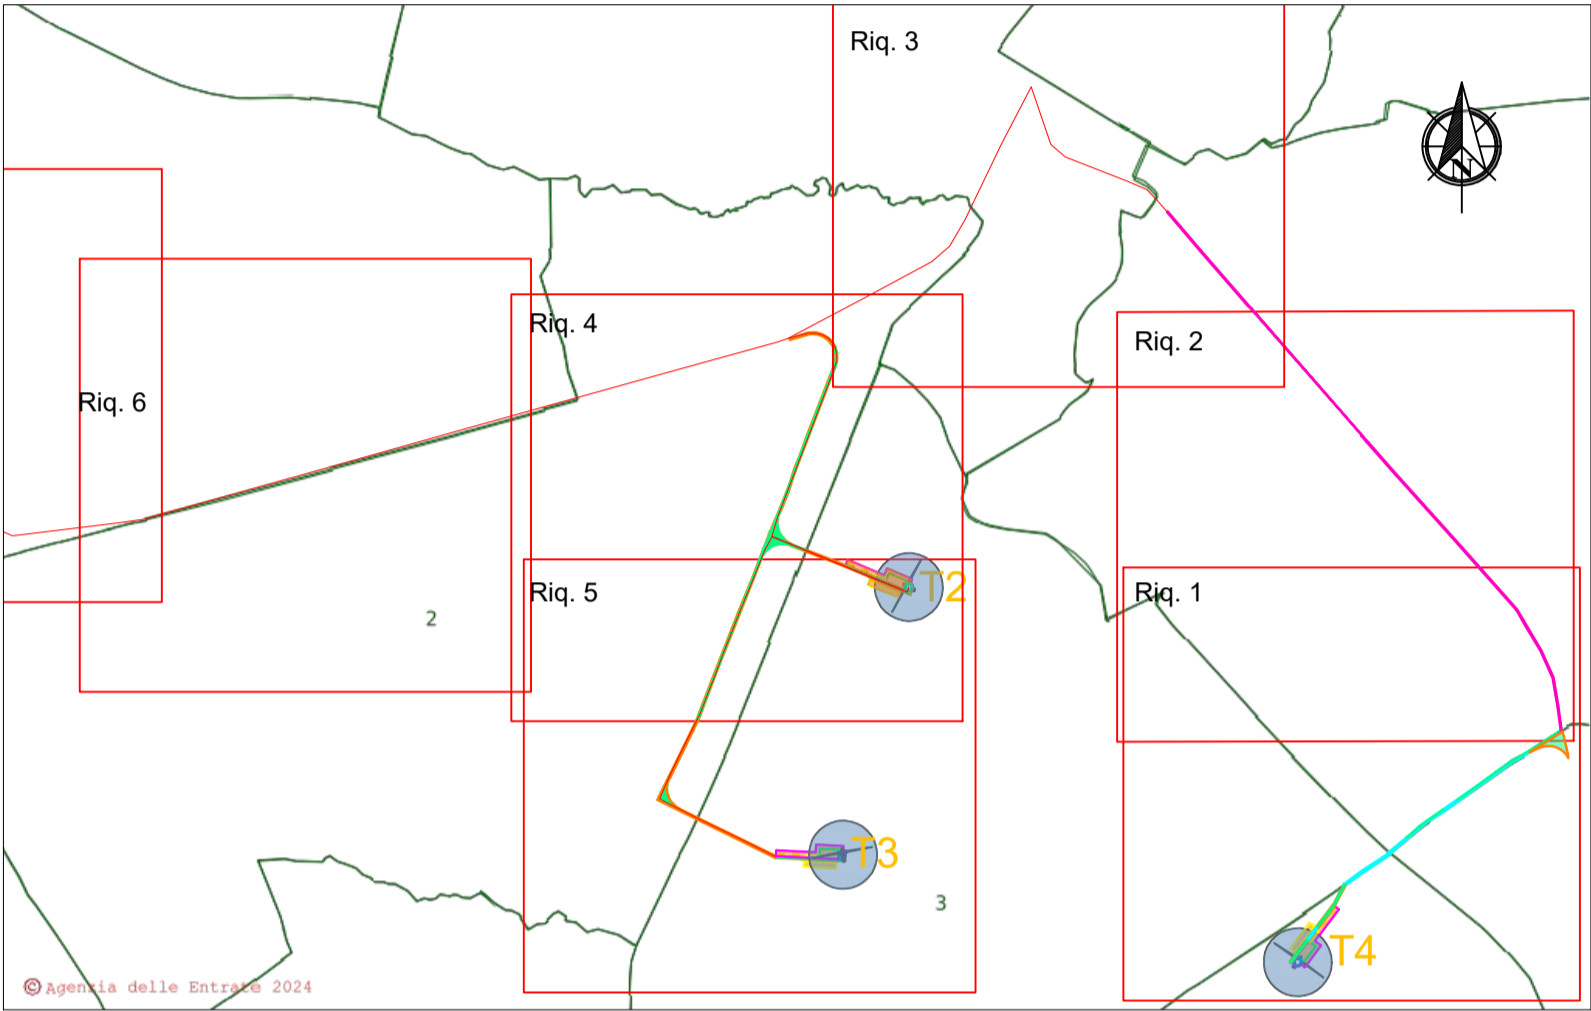 Riq. 3
N
Riq. 4
Riq. 2
Riq. 6
Riq. 5
T2
Riq. 1
2
T3
3
T4
© Agenzia delle Entrate 2024